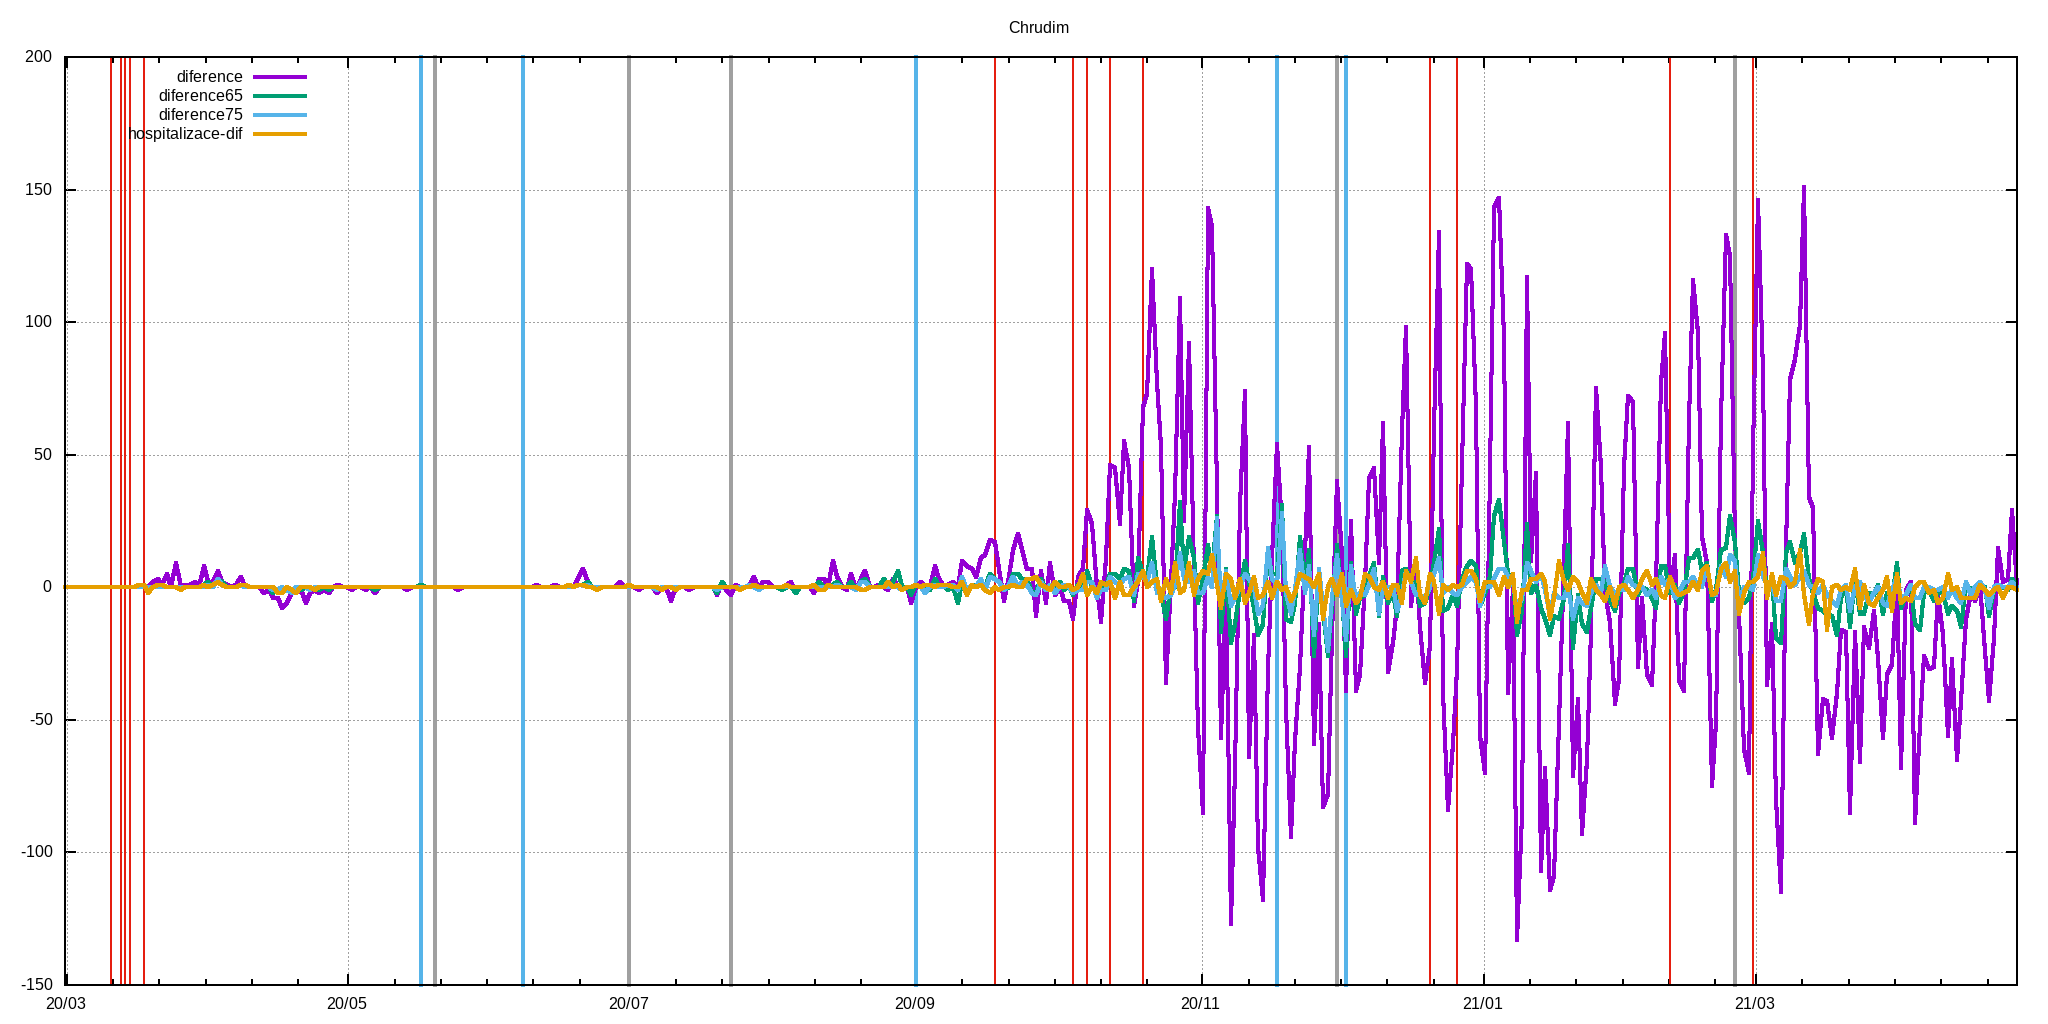 Chrudim
200
150
100
50
0
-50
-100
-150
diference
diference65
diference75
hospitalizace-dif
20/03 20/05 20/07 20/09 20/11 21/01 21/03